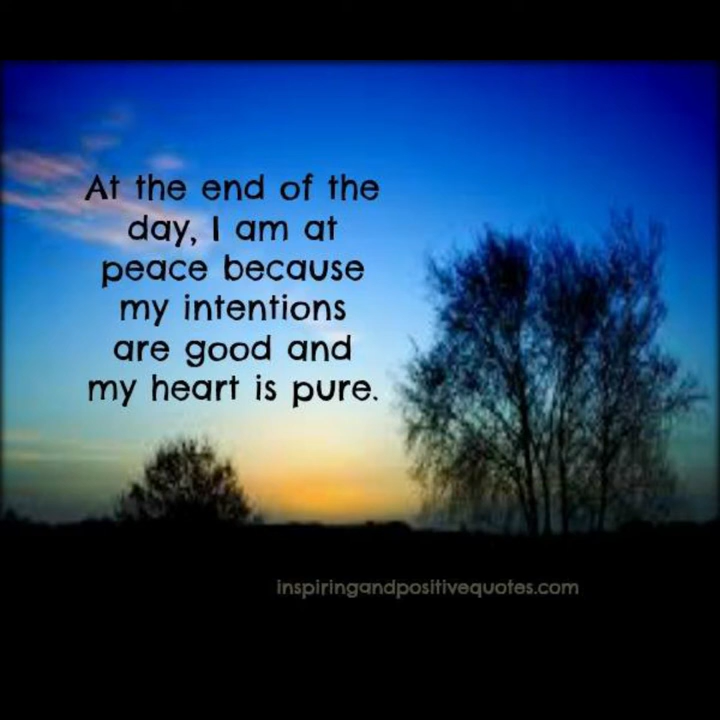 At the end of the
day, I am at
peace because
my intentions
are good and
my heart is pure.
inspiringandpositivequotes.com